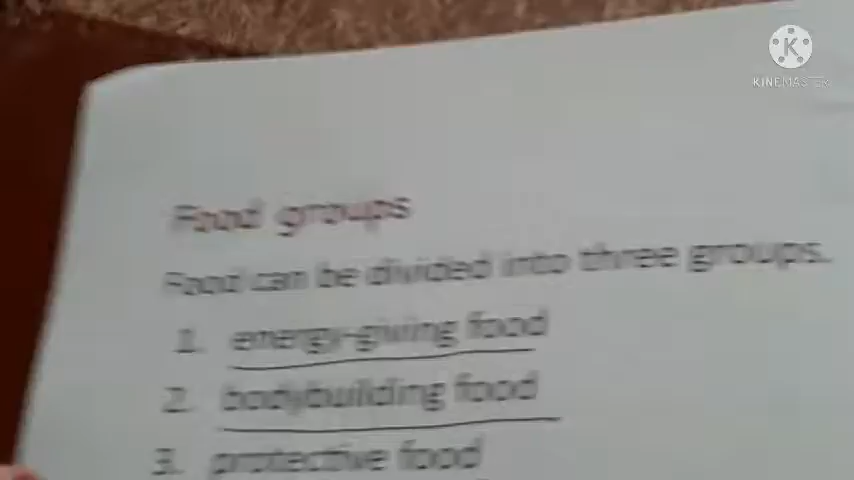 K
KINEMASTER
Food groups
Food can be divided into three groups.
1. energy-giving food
2. bodybuilding food
3. protective food